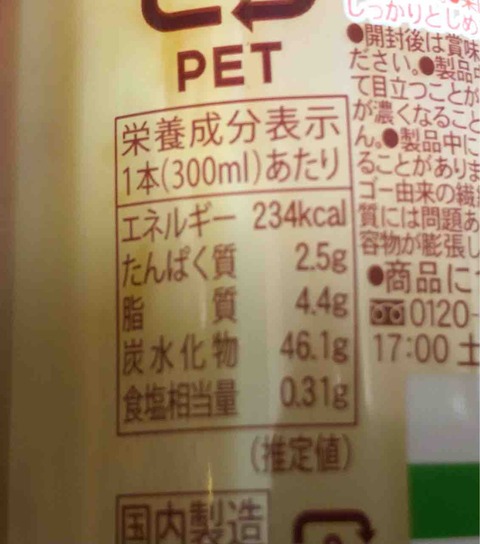 PET
栄養成分表示
1本(300ml)あたり
エネルギー 234kcal
たんぱく質 2.5g
脂質 4.4g
炭水化物 46.1g
食塩相当量 0.31g
(推定値)
国内製造
しっかりとじめ
●開封後は賞味
ださい。●製品中
て目立つことが
が濃くなること
ん。●製品中に
ることがありま
ゴー由来の繊
質には問題あ
容物が膨張し
●商品に
0120-
17:00 土